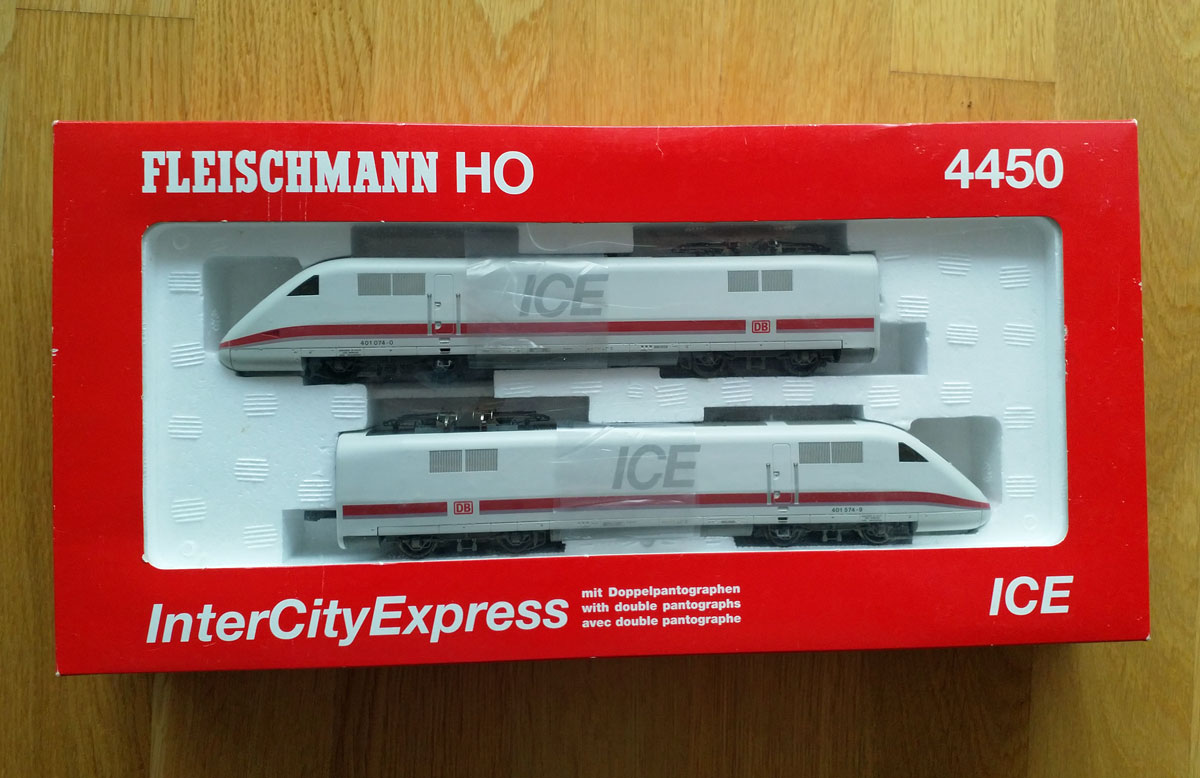 FLEISCHMANN HO
4450
ICE
401 074-0
DB
ICE
DB
401 574-9
InterCityExpress
mit Doppelpantographen
with double pantographs
avec double pantographe
ICE